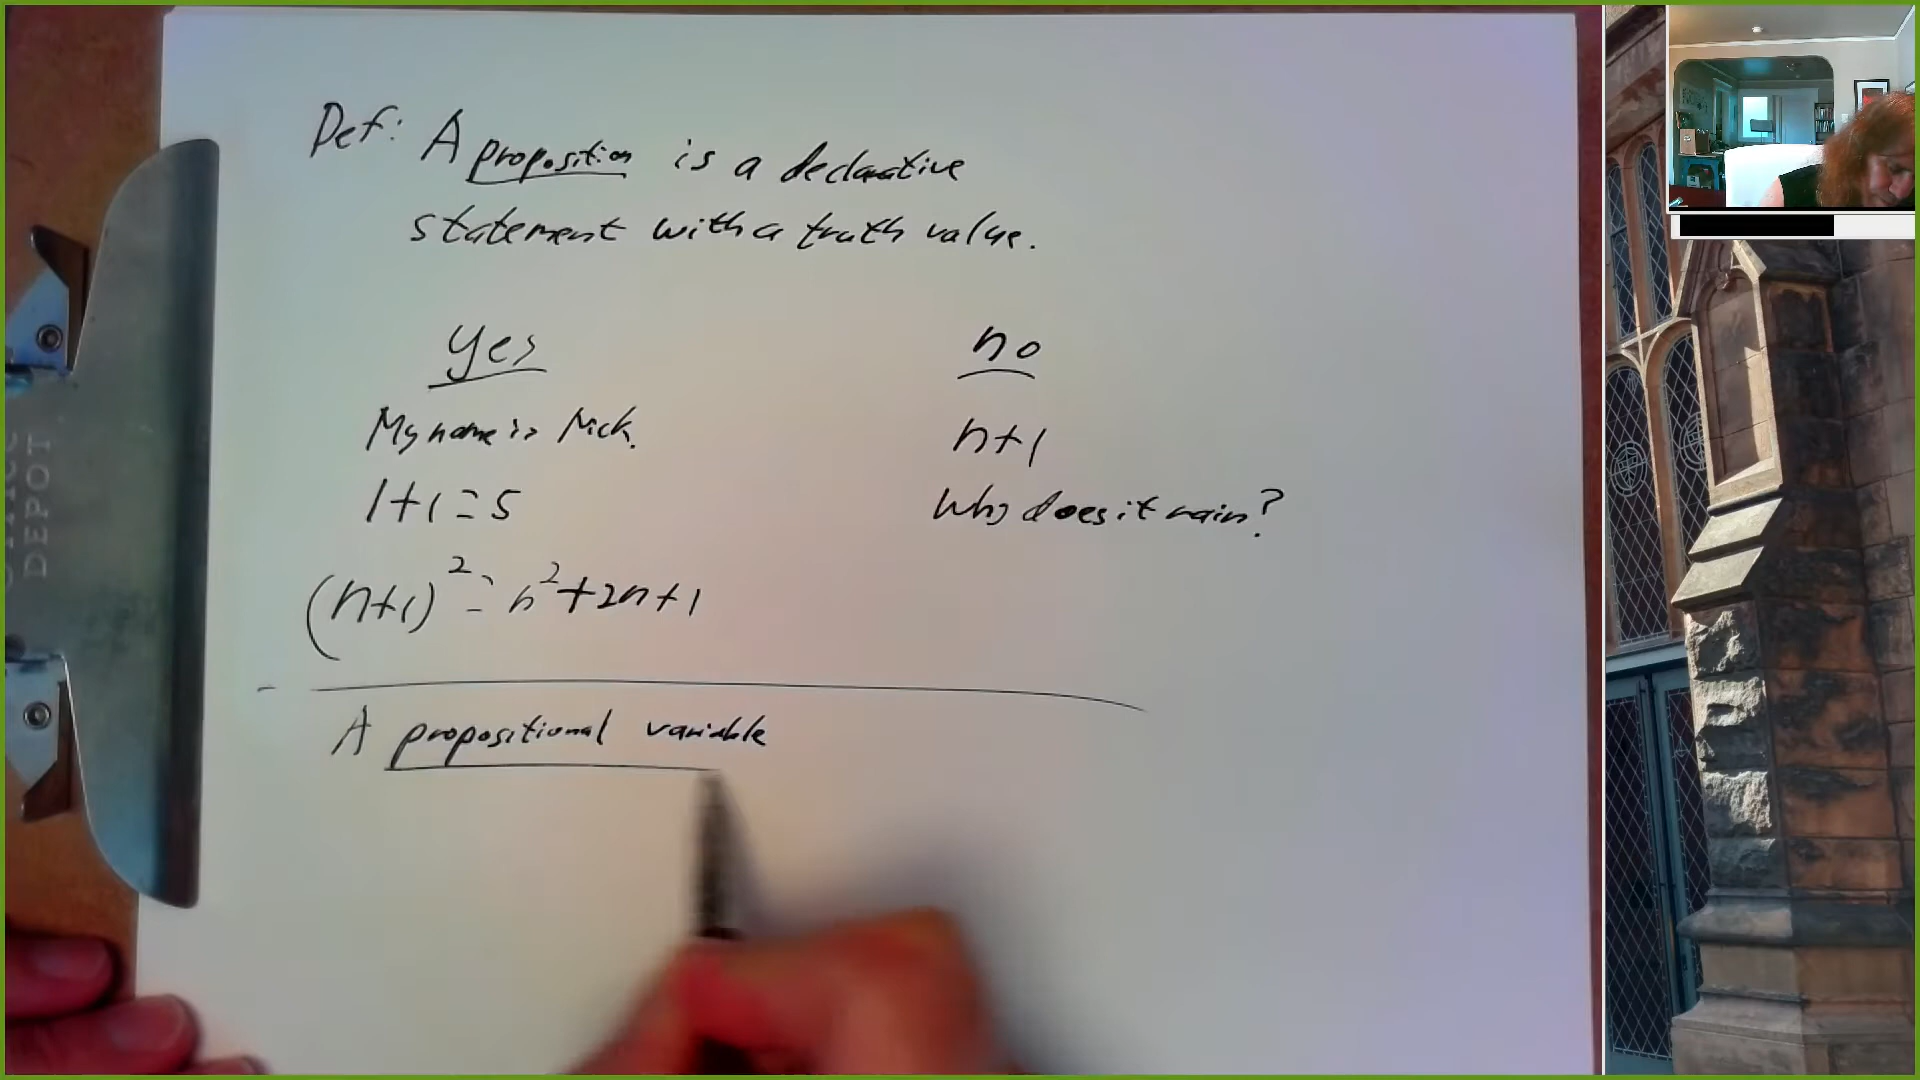 Def: A proposition is a declarative
statement with a truth value.
yes
no
My name is Nick.
n+1
1+1=5
Why does it rain?
(n+1)²=n²+2n+1
A propositional variable
DEPOT